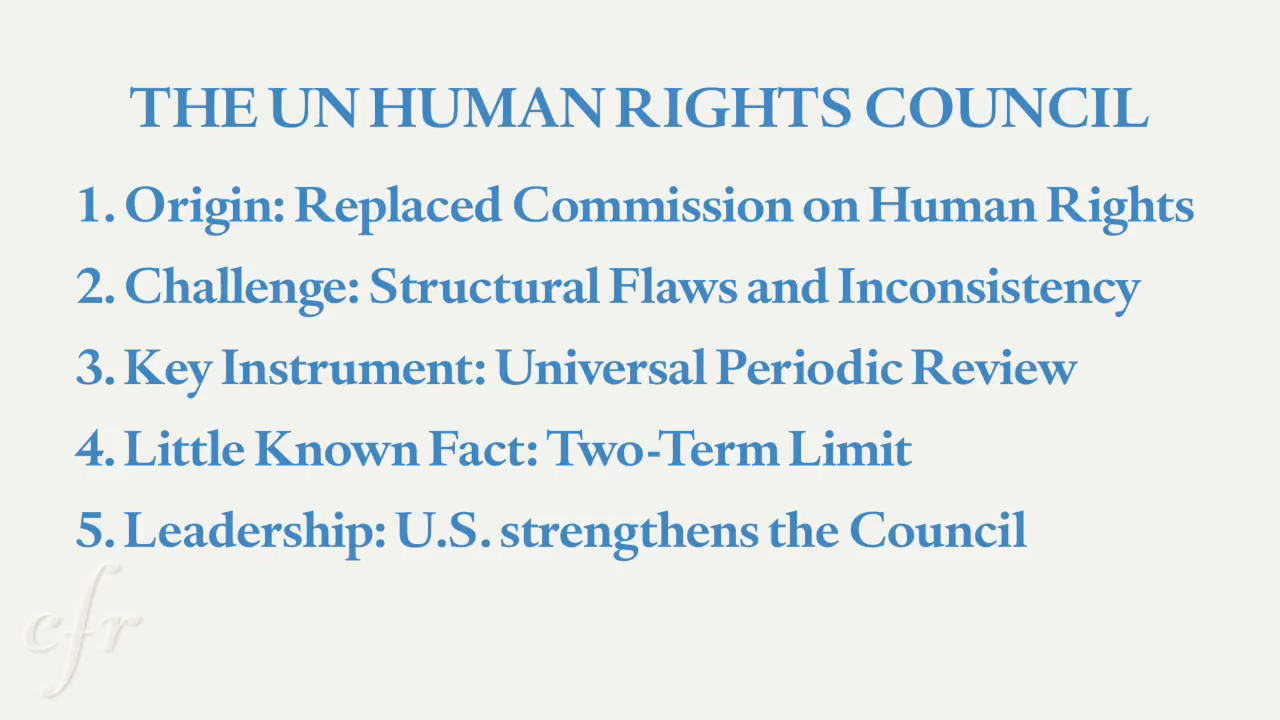 THE UN HUMAN RIGHTS COUNCIL
1. Origin: Replaced Commission on Human Rights
2. Challenge: Structural Flaws and Inconsistency
3. Key Instrument: Universal Periodic Review
4. Little Known Fact: Two-Term Limit
5. Leadership: U.S. strengthens the Council
cfr